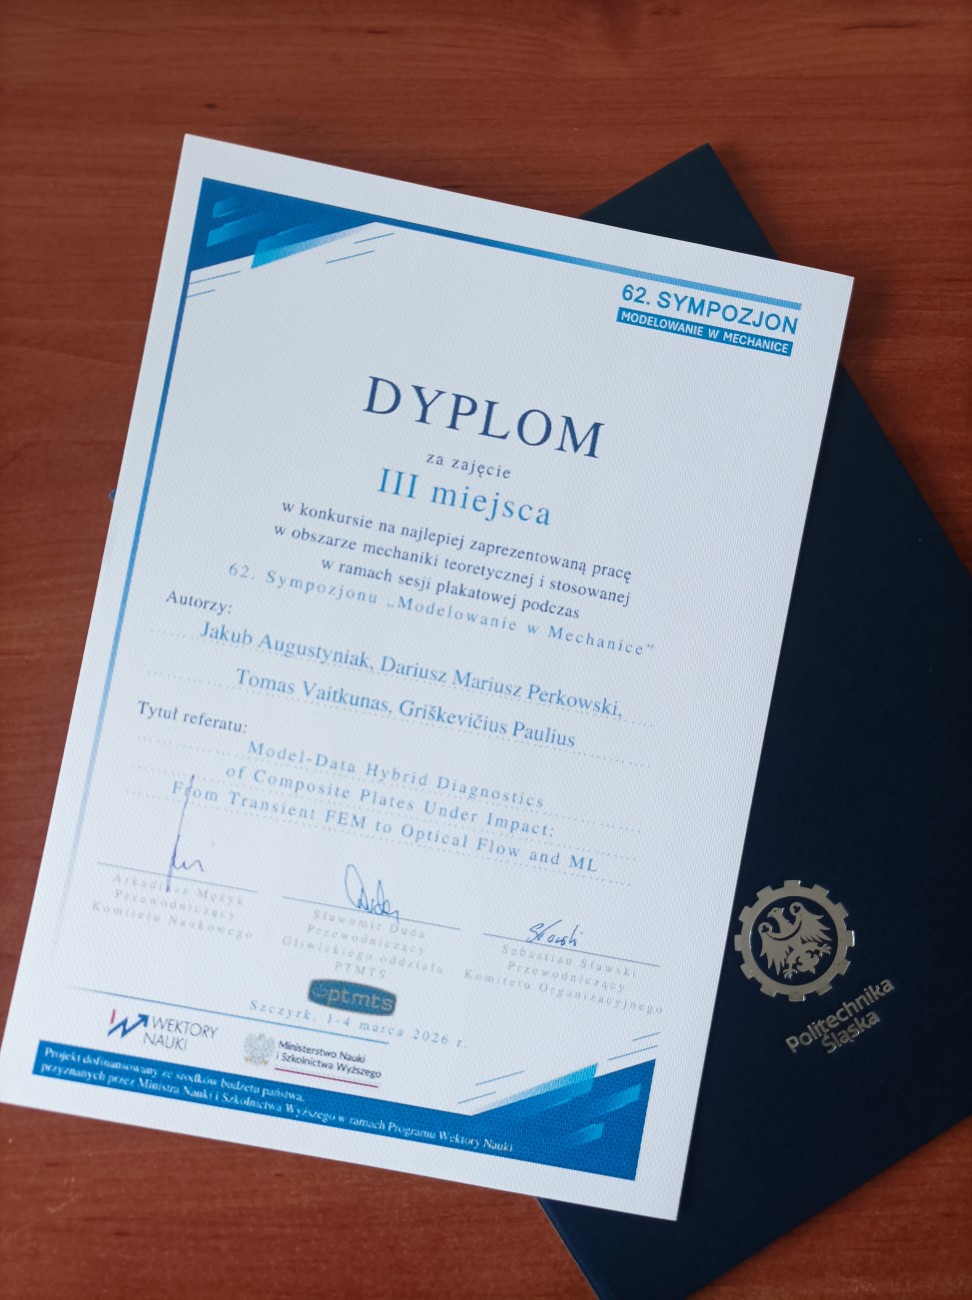 62. SYMPOZJON
MODELOWANIE W MECHANICE
DYPLOM
za zajęcie
III miejsca
w konkursie na najlepiej zaprezentowaną pracę
w obszarze mechaniki teoretycznej i stosowanej
w ramach sesji plakatowej podczas
62. Sympozjonu „Modelowanie w Mechanice”
Autorzy:
Jakub Augustyniak, Dariusz Mariusz Perkowski,
Tomas Vaitkunas, Griškevičius Paulius
Tytuł referatu:
Model-Data Hybrid Diagnostics
of Composite Plates Under Impact:
From Transient FEM to Optical Flow and ML
Arkadiusz Mężyk
Przewodniczący
Komitetu Naukowego
Sławomir Duda
Przewodniczący
Gliwickiego oddziału
PTMTS
Sebastian Sławski
Przewodniczący
Komitetu Organizacyjnego
ptmts
Szczyrk, 1-4 marca 2026 r.
WEKTORY
NAUKI
Ministerstwo Nauki
i Szkolnictwa Wyższego
Projekt dofinansowany ze środków budżetu państwa,
przyznanych przez Ministra Nauki i Szkolnictwa Wyższego w ramach Programu Wektory Nauki
Politechnika
Śląska